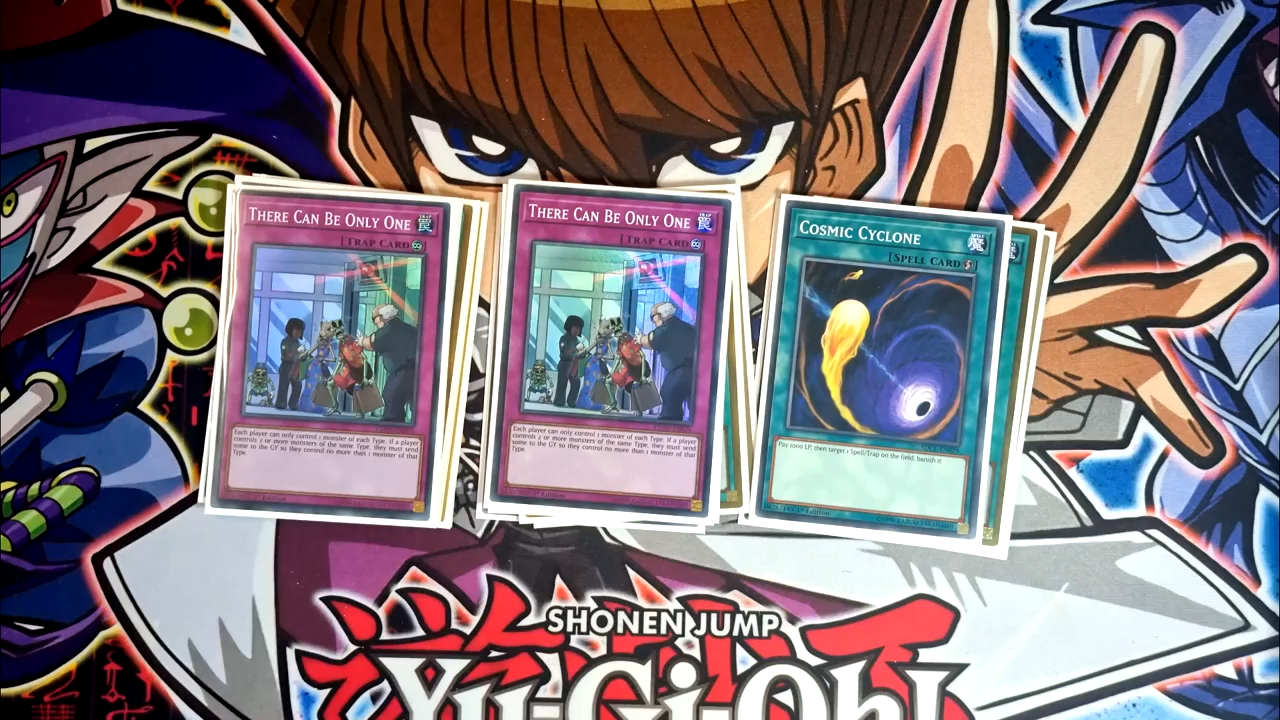 THERE CAN BE ONLY ONE
[TRAP CARD
Each player can only control 1 monster of each Type. If a player
controls 2 or more monsters of the same Type, they must send
some to the GY so they control no more than 1 monster of that
Type.
Edition
THERE CAN BE ONLY ONE
[TRAP CARD
Each player can only control 1 monster of each Type. If a player
controls 2 or more monsters of the same Type, they must send
some to the GY so they control no more than 1 monster of that
Type.
1st Edition
COSMIC CYCLONE
[SPELL CARD
Pay 1000 LP, then target 1 Spell/Trap on the field; banish it.
1st Edition
SHONEN JUMP
Yu-Gi-Oh!